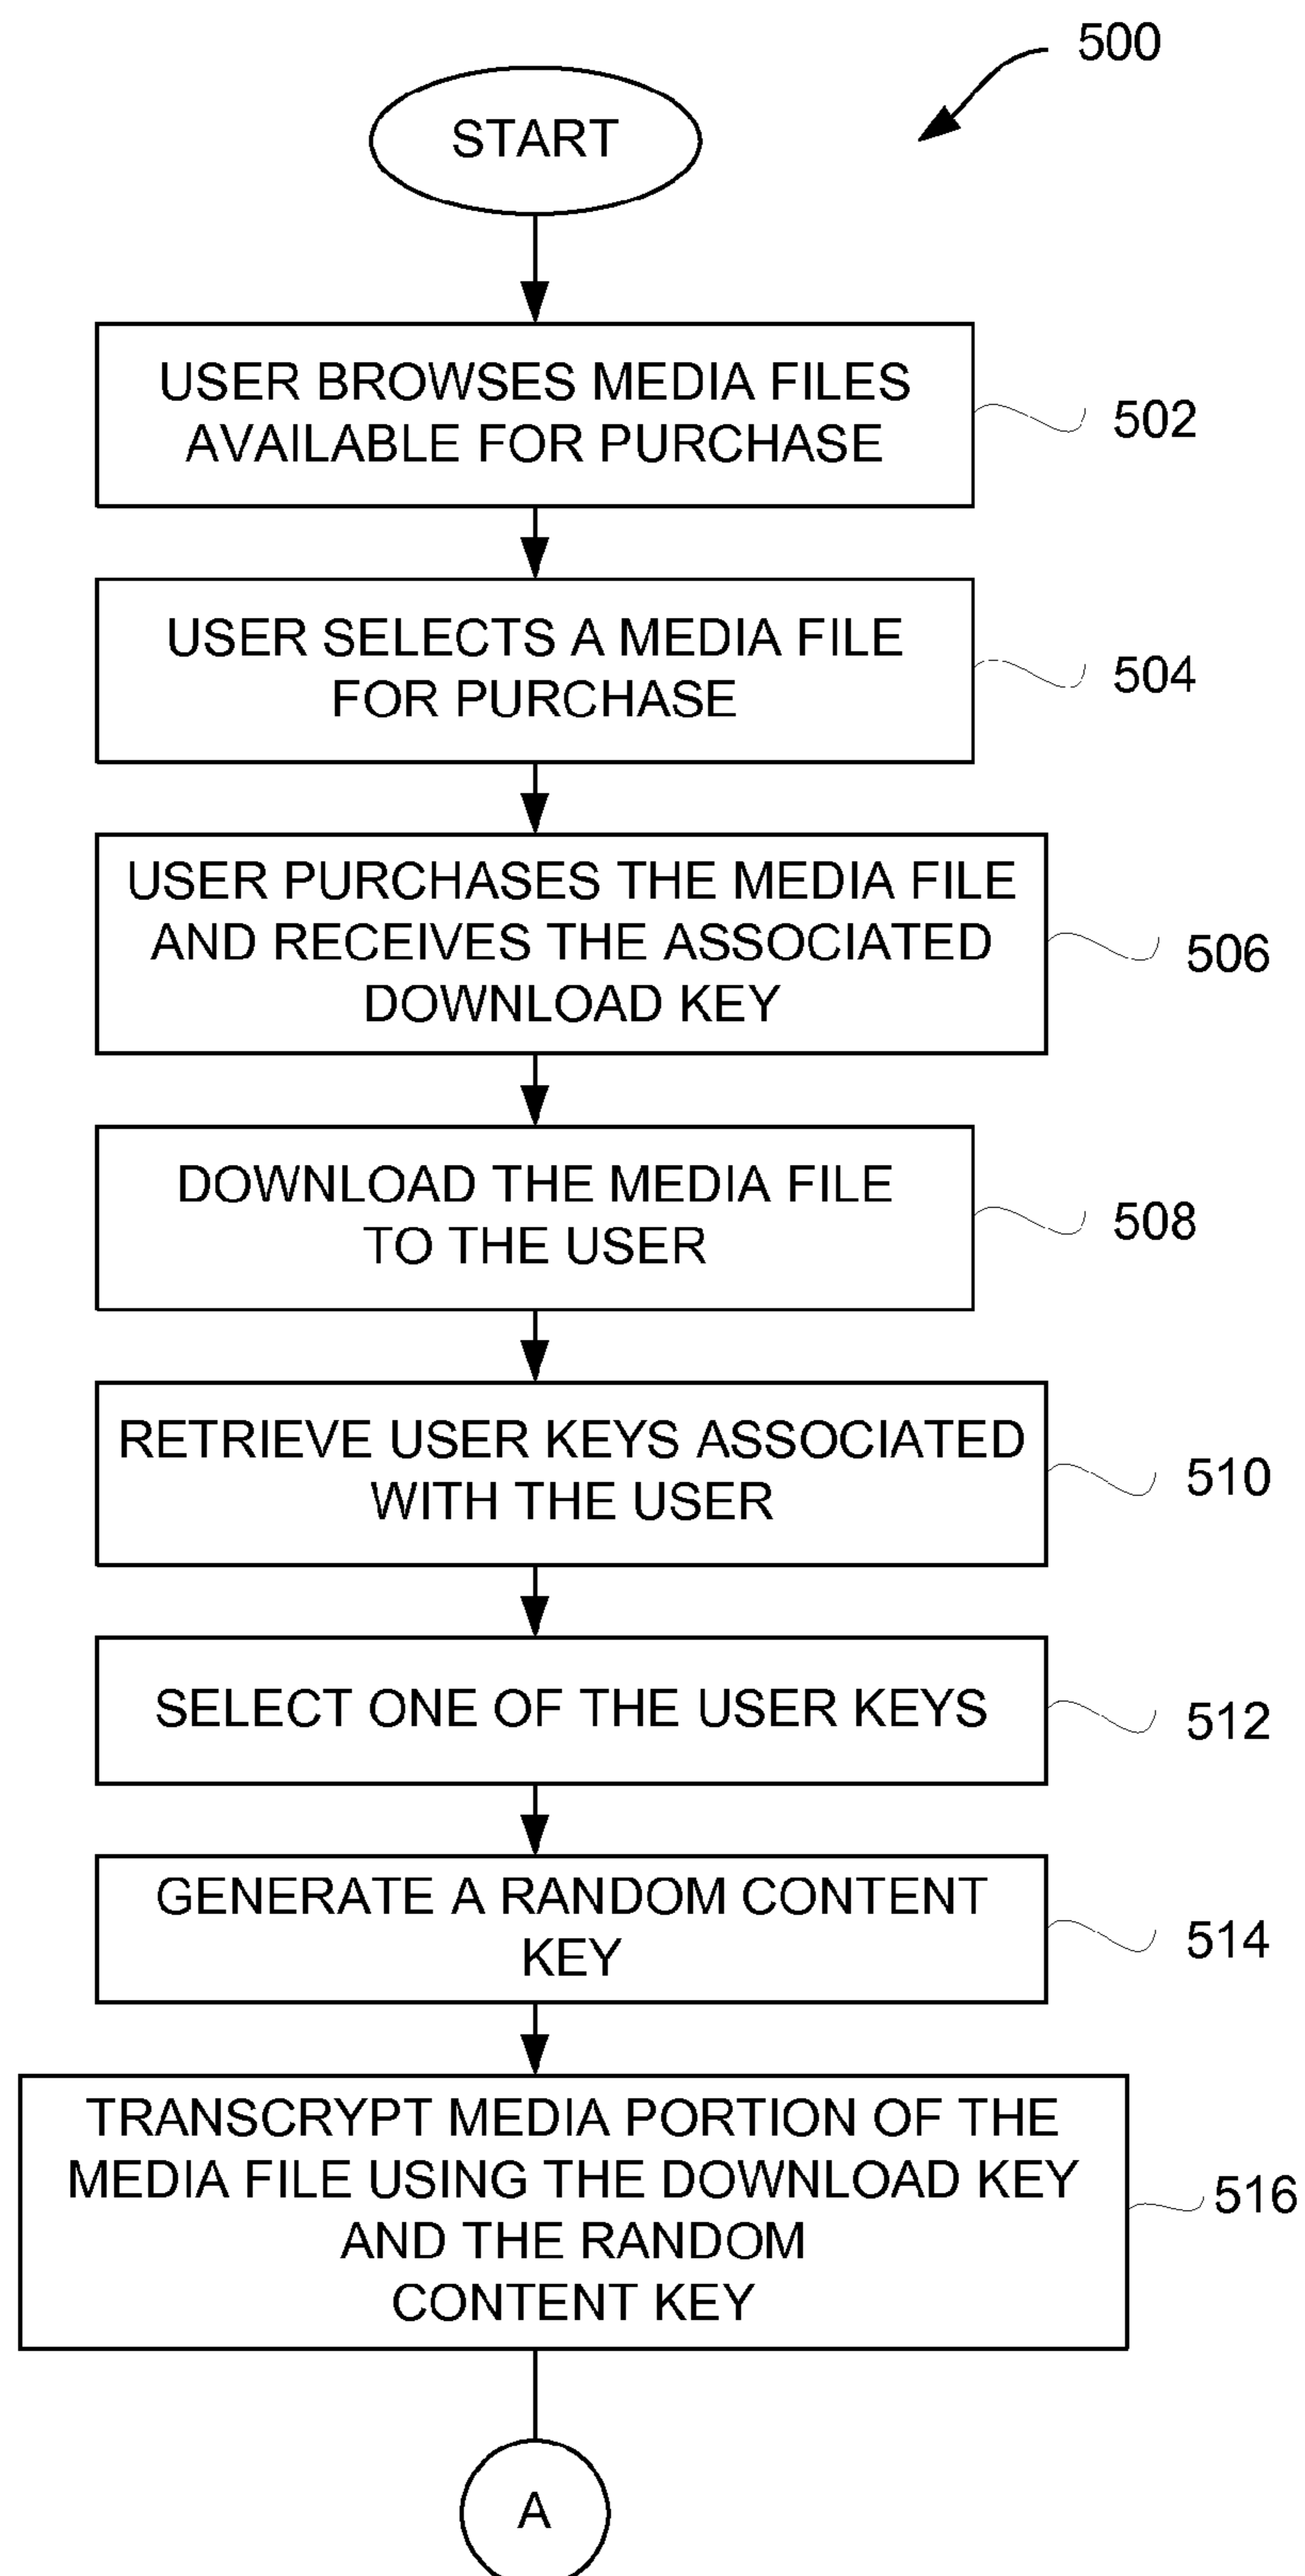 500
START
USER BROWSES MEDIA FILES
AVAILABLE FOR PURCHASE
502
USER SELECTS A MEDIA FILE
FOR PURCHASE
504
USER PURCHASES THE MEDIA FILE
AND RECEIVES THE ASSOCIATED
DOWNLOAD KEY
506
DOWNLOAD THE MEDIA FILE
TO THE USER
508
RETRIEVE USER KEYS ASSOCIATED
WITH THE USER
510
SELECT ONE OF THE USER KEYS
512
GENERATE A RANDOM CONTENT
KEY
514
TRANSCRYPT MEDIA PORTION OF THE
MEDIA FILE USING THE DOWNLOAD KEY
AND THE RANDOM
CONTENT KEY
516
A